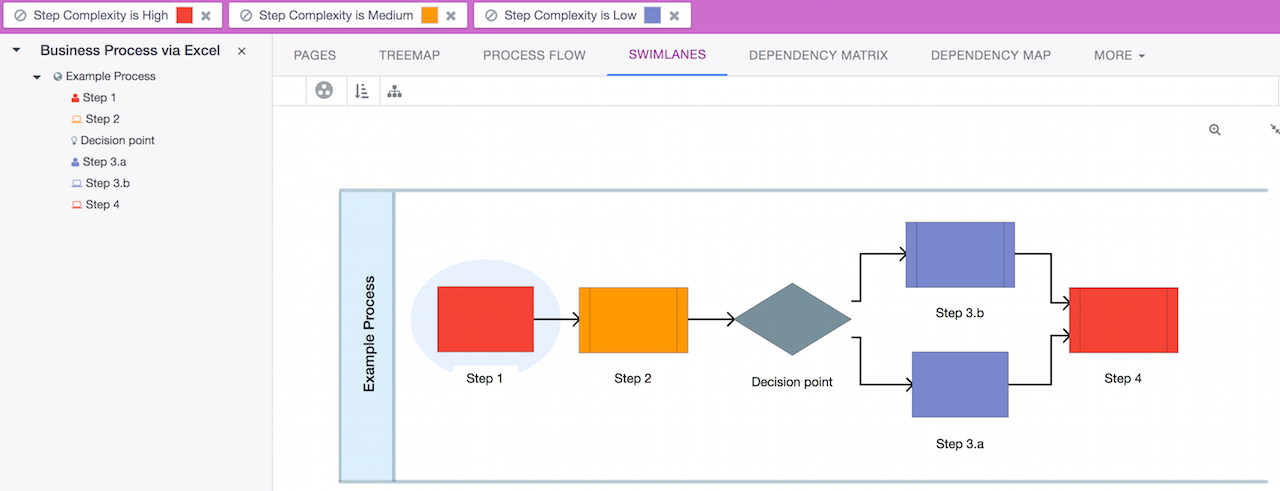 Step Complexity is High
Step Complexity is Medium
Step Complexity is Low
Business Process via Excel
Example Process
Step 1
Step 2
Decision point
Step 3.a
Step 3.b
Step 4
PAGES TREEMAP PROCESS FLOW SWIMLANES DEPENDENCY MATRIX DEPENDENCY MAP MORE
Example Process
Step 1
Step 2
Decision point
Step 3.b
Step 3.a
Step 4